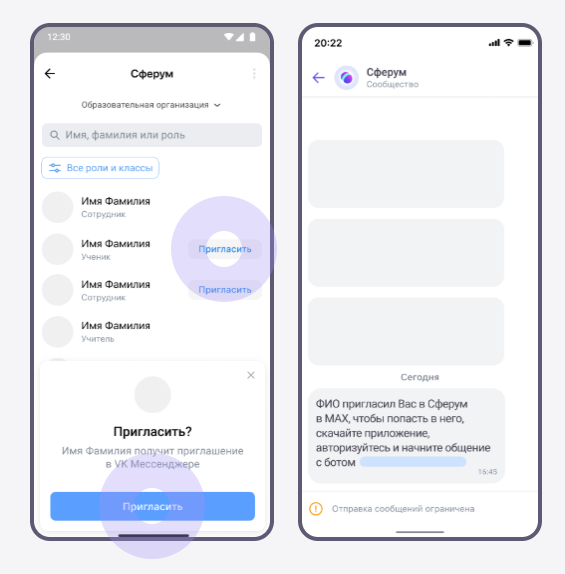 12:30
Сферум
Образовательная организация
Имя, фамилия или роль
Все роли и классы
Имя Фамилия
Сотрудник
Имя Фамилия
Ученик
Пригласить
Имя Фамилия
Сотрудник
Пригласить
Имя Фамилия
Учитель
Пригласить?
Имя Фамилия получит приглашение
в VK Мессенджере
Пригласить
20:22
Сферум
Сообщество
Сегодня
ФИО пригласил Вас в Сферум
в MAX, чтобы попасть в него,
скачайте приложение,
авторизуйтесь и начните общение
с ботом
16:45
Отправка сообщений ограничена